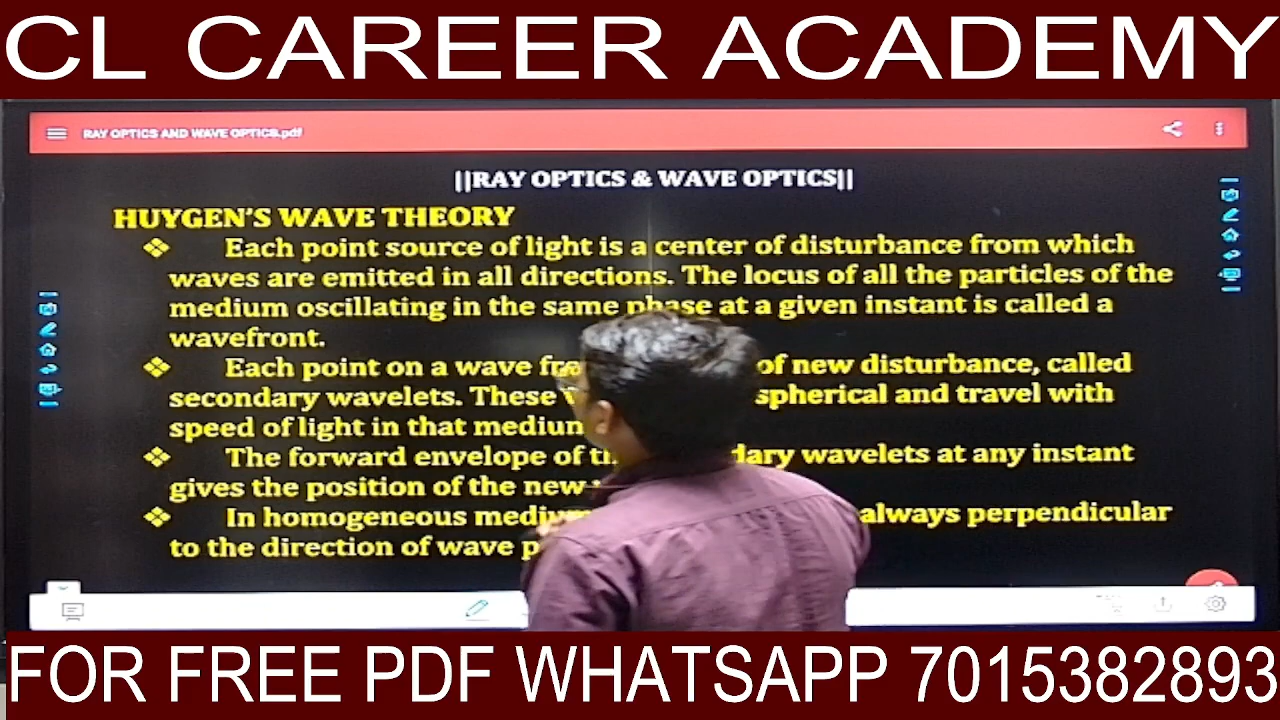 CL CAREER ACADEMY
RAY OPTICS AND WAVE OPTICS.pdf
||RAY OPTICS & WAVE OPTICS||
HUYGEN'S WAVE THEORY
❖ Each point source of light is a center of disturbance from which
waves are emitted in all directions. The locus of all the particles of the
medium oscillating in the same phase at a given instant is called a
wavefront.
❖ Each point on a wave of new disturbance, called
secondary wavelets. These spherical and travel with
speed of light in that
❖ The forward envelope of wavelets at any instant
gives the position of the new
❖ In homogeneous always perpendicular
to the direction of wave
FOR FREE PDF WHATSAPP 7015382893